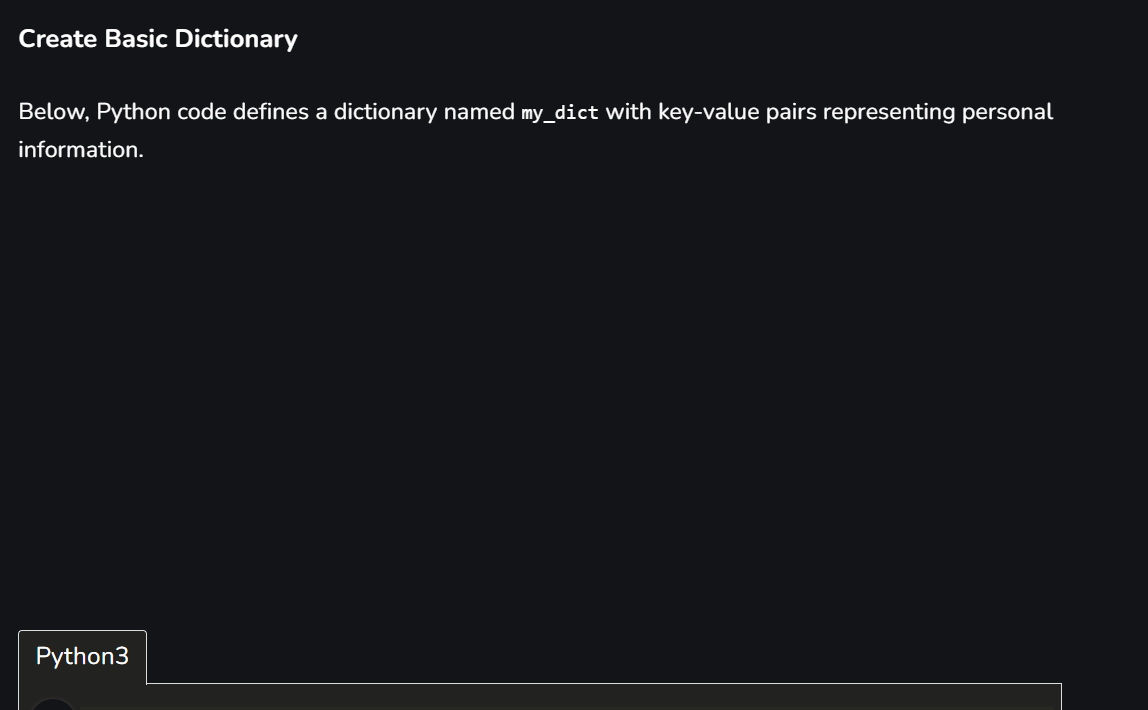 Create Basic Dictionary
Below, Python code defines a dictionary named my_dict with key-value pairs representing personal
information.
Python3